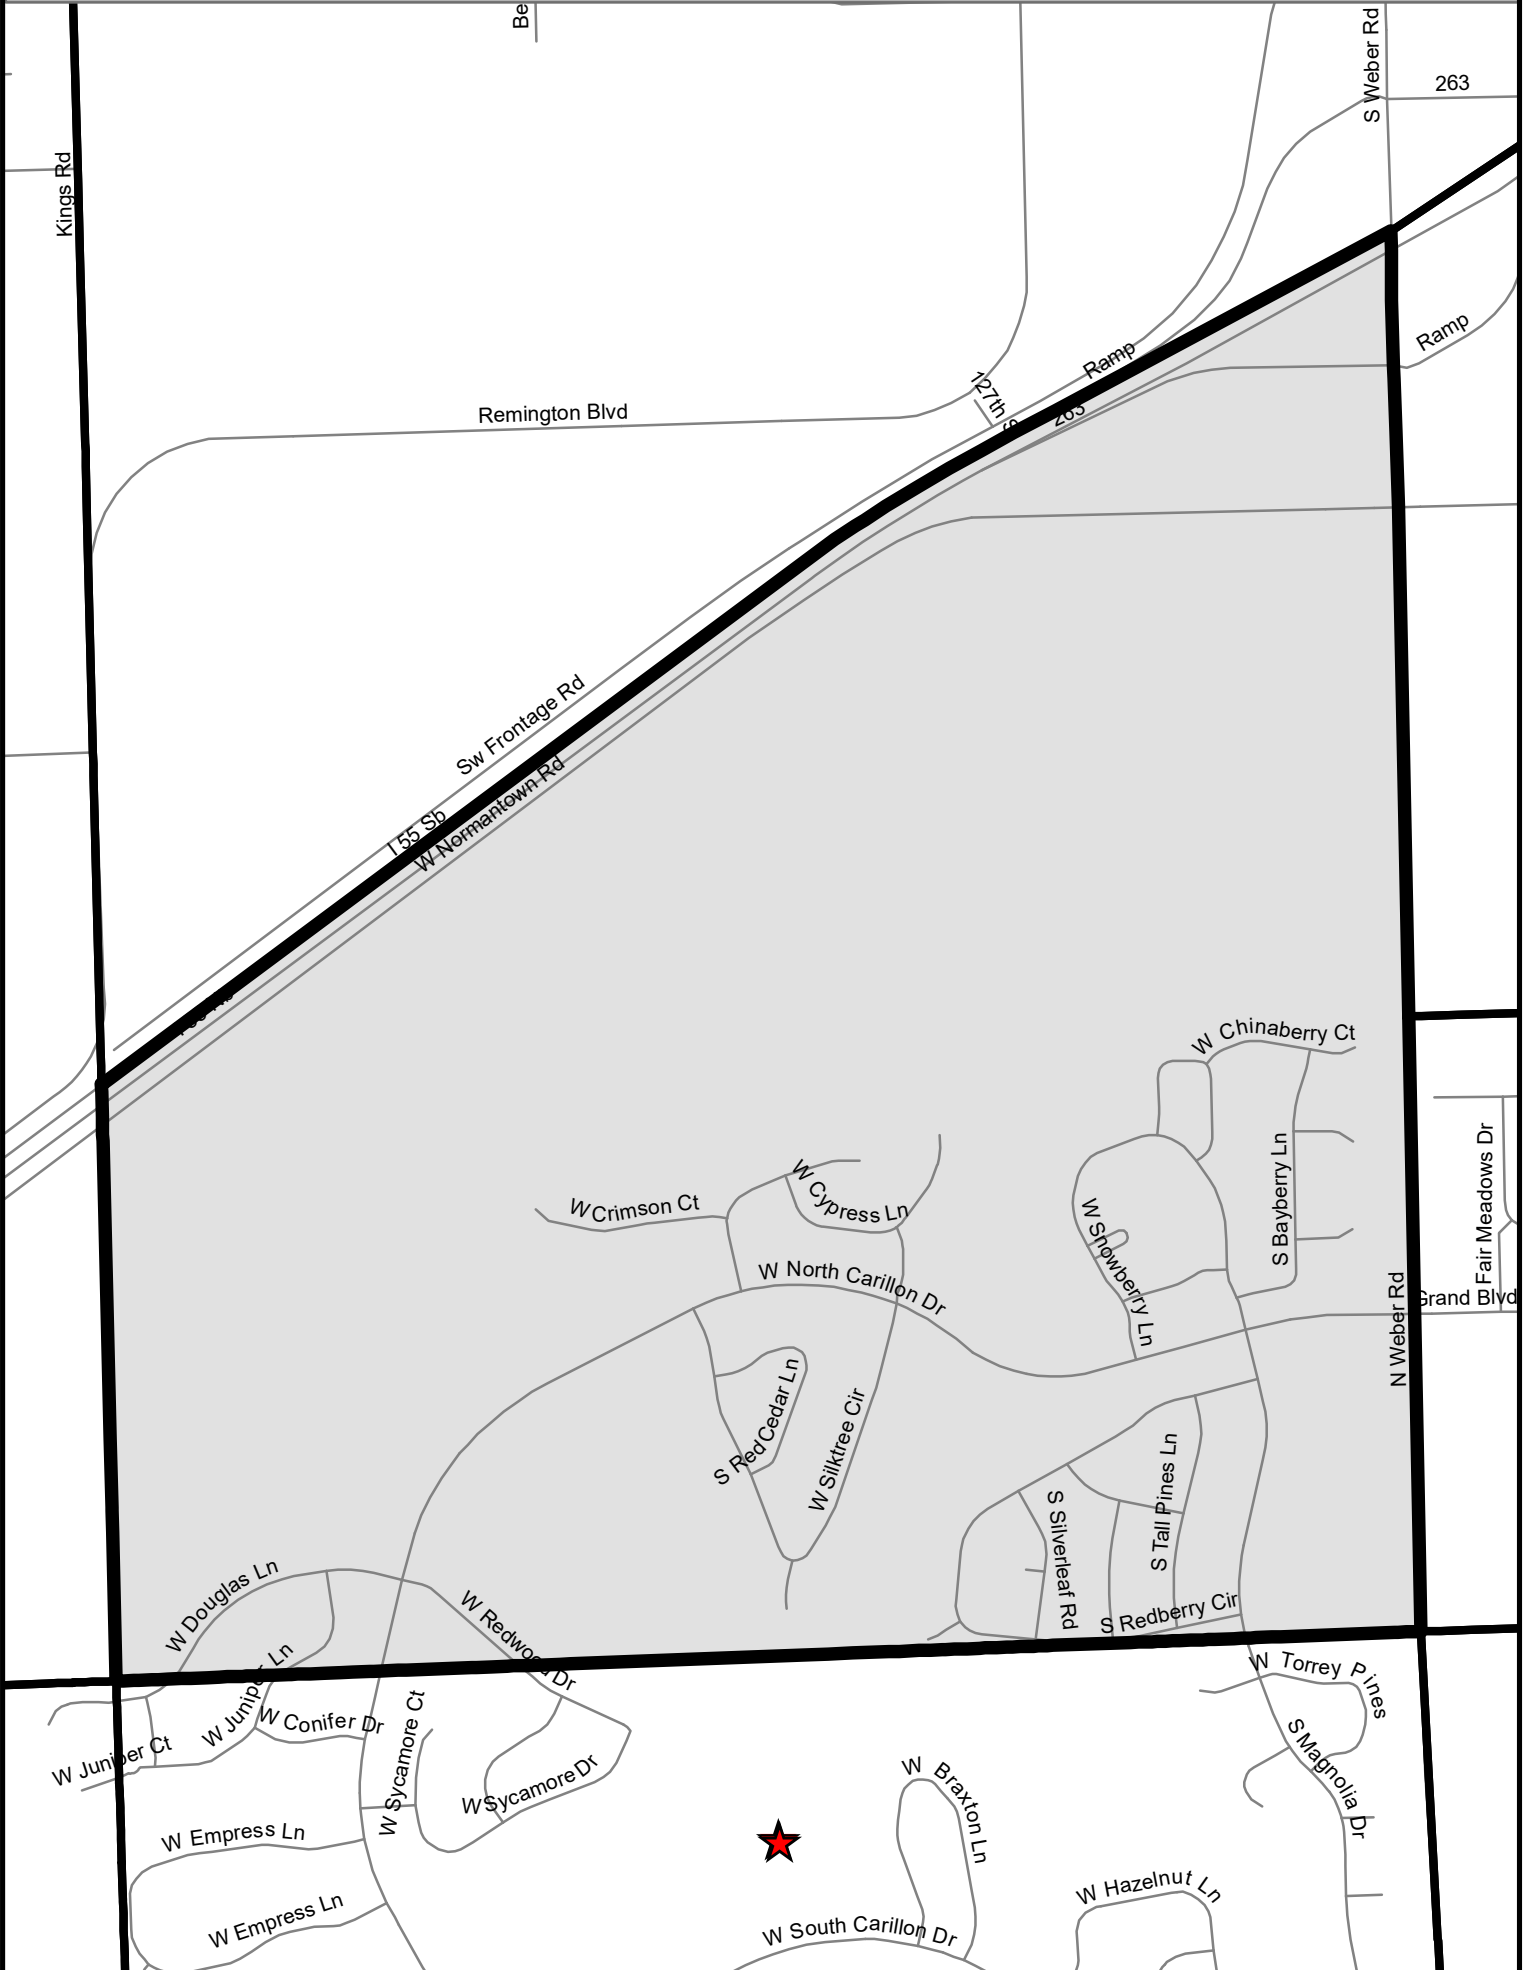 Be
S Weber Rd
263
Kings Rd
Ramp
Ramp
127th S
263
Remington Blvd
Sw Frontage Rd
I 55 Sb
W Normantown Rd
W Chinaberry Ct
S Bayberry Ln
Fair Meadows Dr
W Cypress Ln
W Crimson Ct
W Snowberry Ln
W North Carillon Dr
N Weber Rd
Grand Blvd
S Red Cedar Ln
W Silktree Cir
S Tall Pines Ln
S Silverleaf Rd
S Redberry Cir
W Douglas Ln
W Redwood Dr
W Juniper Ln
W Torrey Pines
W Conifer Dr
W Sycamore Ct
W Juniper Ct
S Magnolia Dr
W Sycamore Dr
W Braxton Ln
W Empress Ln
W Hazelnut Ln
W Empress Ln
W South Carillon Dr